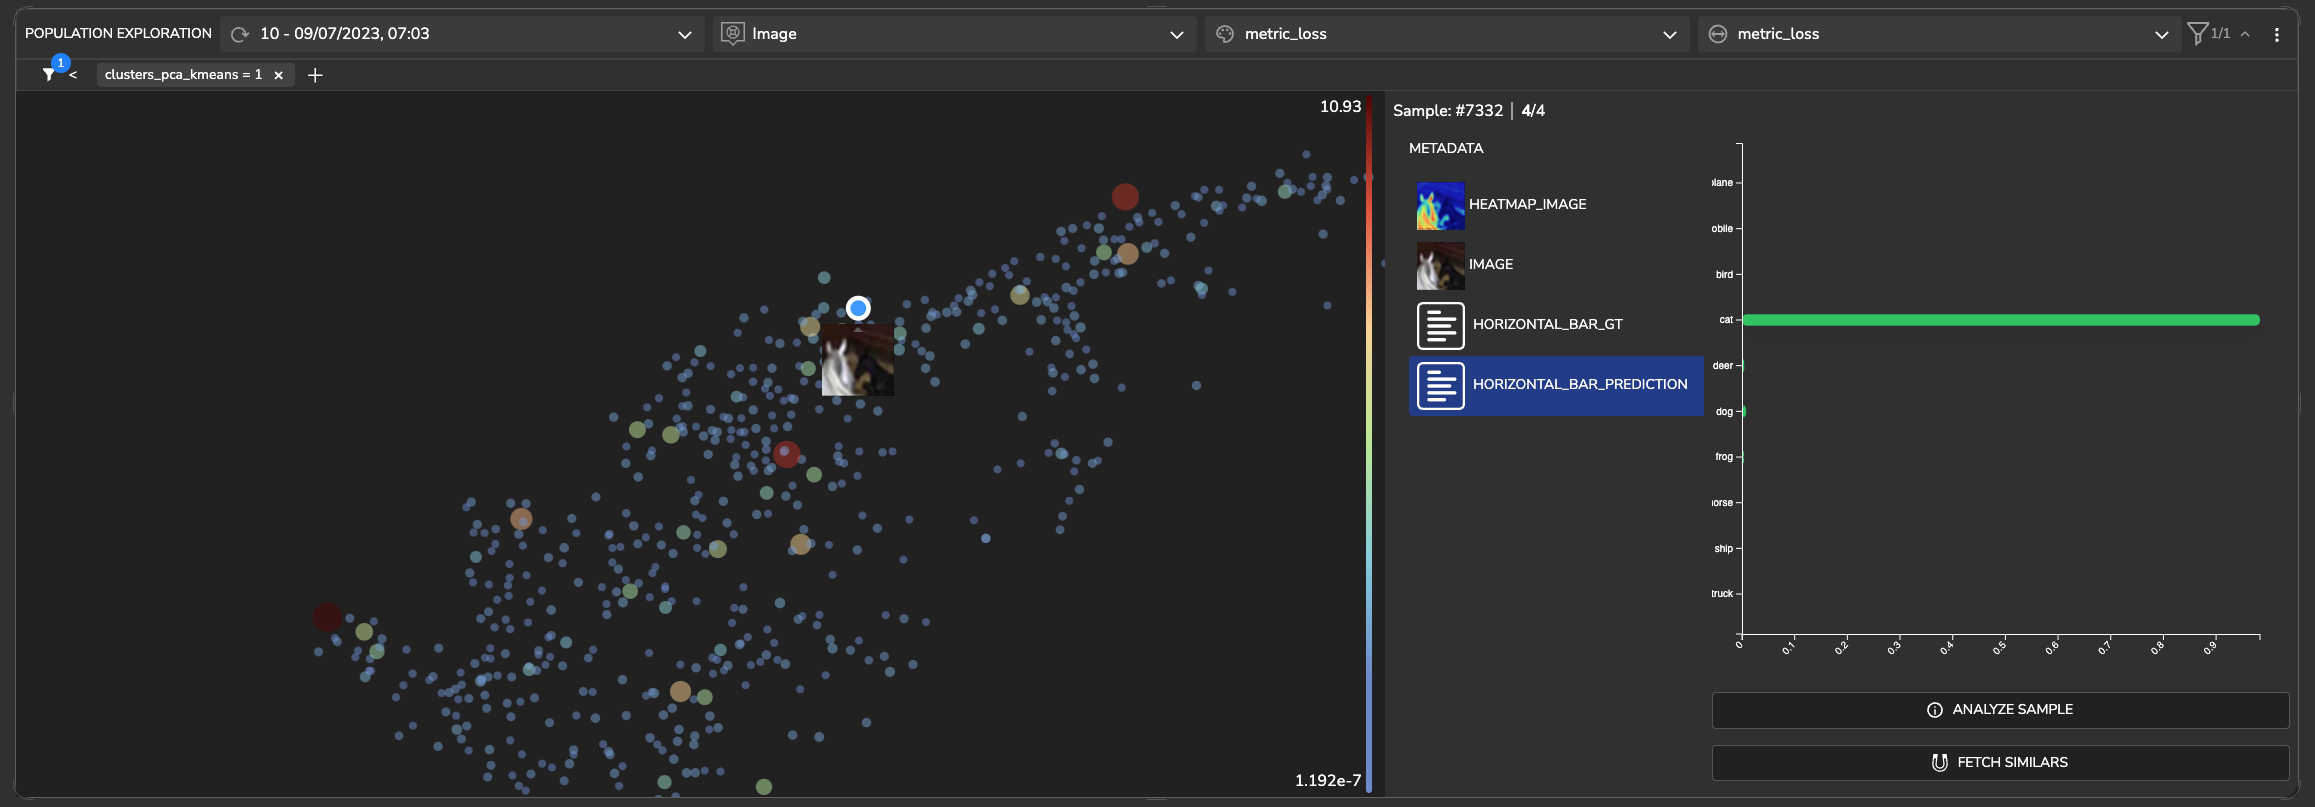 POPULATION EXPLORATION
10 - 09/07/2023, 07:03
Image
metric_loss
metric_loss
1/1
1
<
clusters_pca_kmeans = 1 ×
+
10.93
1.192e-7
Sample: #7332 | 4/4
METADATA
HEATMAP_IMAGE
IMAGE
HORIZONTAL_BAR_GT
HORIZONTAL_BAR_PREDICTION
plane
obile
bird
cat
deer
dog
frog
horse
ship
truck
0 0.1 0.2 0.3 0.4 0.5 0.6 0.7 0.8 0.9
ANALYZE SAMPLE
FETCH SIMILARS